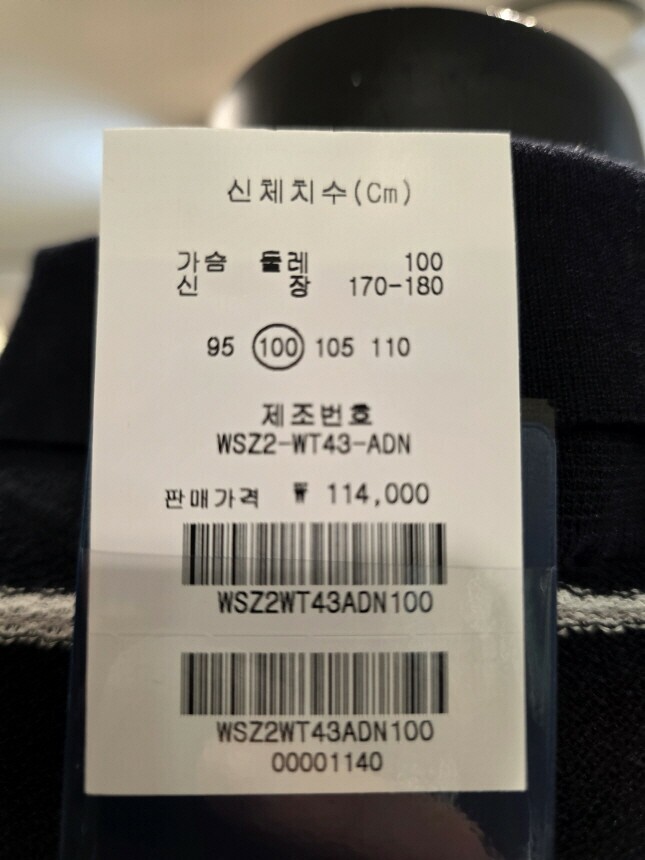 신체치수(Cm)
가슴 둘레 100
신 장 170-180
95 100 105 110
제조번호
WSZ2-WT43-ADN
판매가격 ₩ 114,000
WSZ2WT43ADN100
WSZ2WT43ADN100
00001140